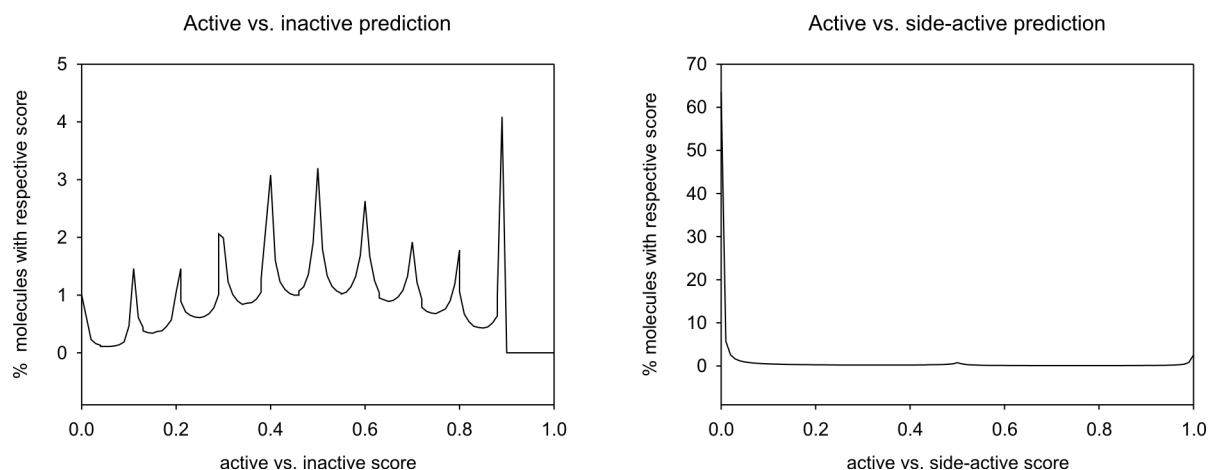 Active vs. inactive prediction
5
4
3
2
1
0
% molecules with respective score
0.0 0.2 0.4 0.6 0.8 1.0
active vs. inactive score
Active vs. side-active prediction
70
60
50
40
30
20
10
0
% molecules with respective score
0.0 0.2 0.4 0.6 0.8 1.0
active vs. side-active score